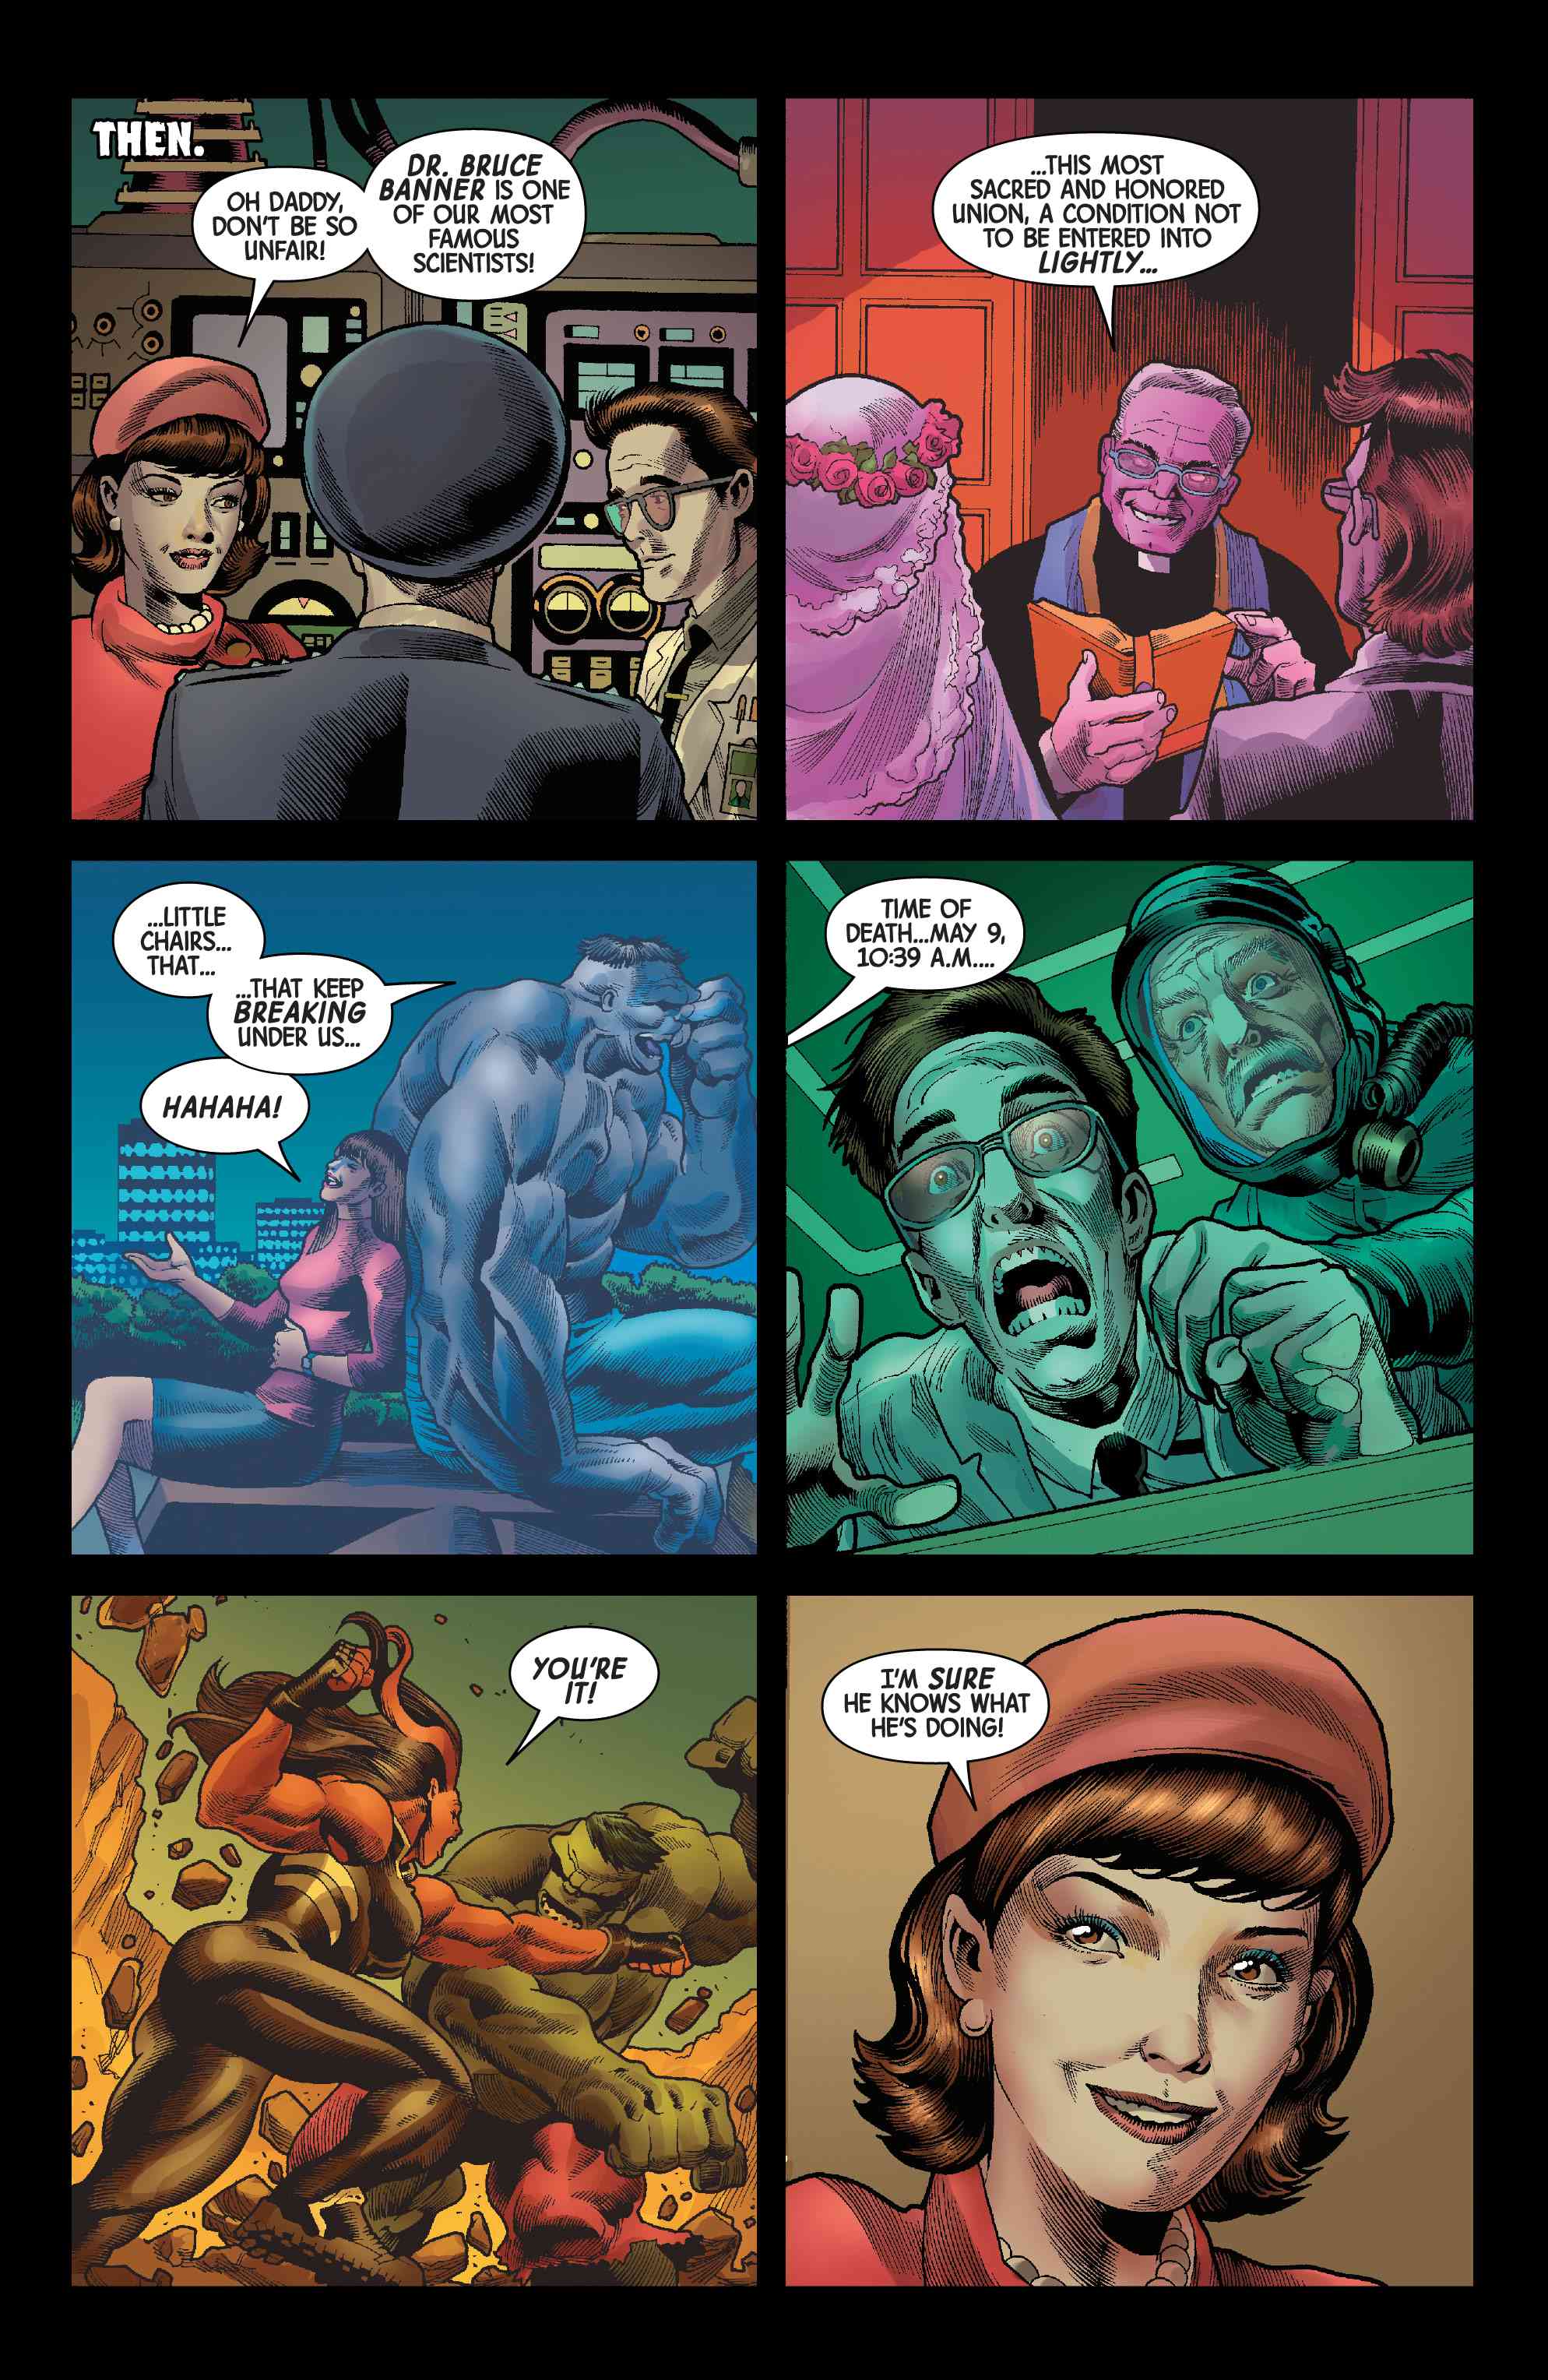 THEN.
OH DADDY,
DON'T BE SO
UNFAIR!
DR. BRUCE
BANNER IS ONE
OF OUR MOST
FAMOUS
SCIENTISTS!
...THIS MOST
SACRED AND HONORED
UNION, A CONDITION NOT
TO BE ENTERED INTO
LIGHTLY...
...LITTLE
CHAIRS...
THAT...
...THAT KEEP
BREAKING
UNDER US...
HAHAHA!
TIME OF
DEATH...MAY 9,
10:39 A.M....
YOU'RE
IT!
I'M SURE
HE KNOWS WHAT
HE'S DOING!